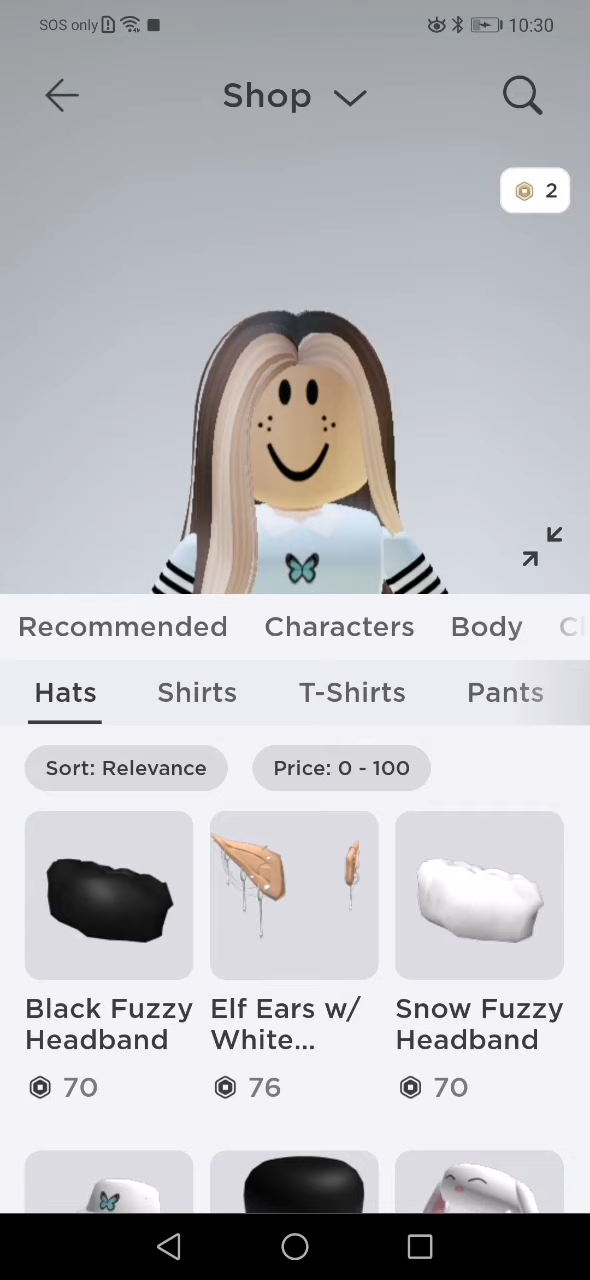 SOS only 10:30
Shop
2
Recommended Characters Body Cl
Hats Shirts T-Shirts Pants
Sort: Relevance Price: 0 - 100
Black Fuzzy Headband
Elf Ears w/ White...
Snow Fuzzy Headband
70 76 70